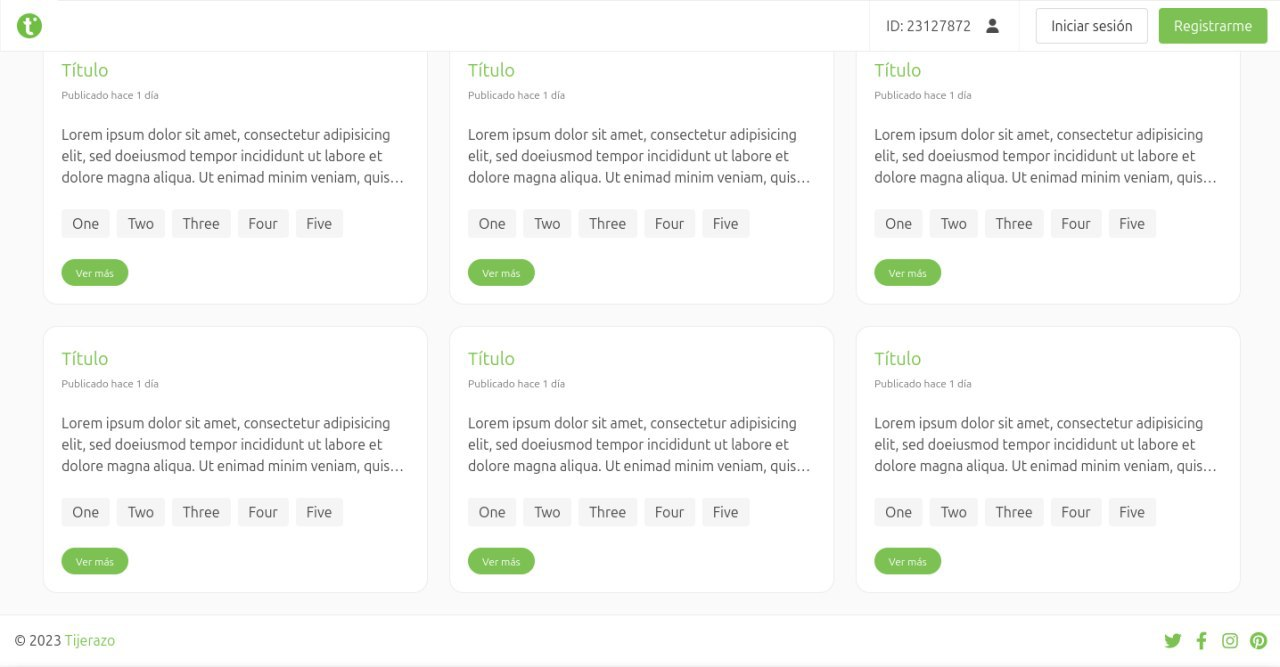 t
ID: 23127872
Iniciar sesión
Registrarme
Título
Publicado hace 1 día
Lorem ipsum dolor sit amet, consectetur adipisicing
elit, sed doeiusmod tempor incididunt ut labore et
dolore magna aliqua. Ut enimad minim veniam, quis…
One Two Three Four Five
Ver más
Título
Publicado hace 1 día
Lorem ipsum dolor sit amet, consectetur adipisicing
elit, sed doeiusmod tempor incididunt ut labore et
dolore magna aliqua. Ut enimad minim veniam, quis…
One Two Three Four Five
Ver más
Título
Publicado hace 1 día
Lorem ipsum dolor sit amet, consectetur adipisicing
elit, sed doeiusmod tempor incididunt ut labore et
dolore magna aliqua. Ut enimad minim veniam, quis…
One Two Three Four Five
Ver más
Título
Publicado hace 1 día
Lorem ipsum dolor sit amet, consectetur adipisicing
elit, sed doeiusmod tempor incididunt ut labore et
dolore magna aliqua. Ut enimad minim veniam, quis…
One Two Three Four Five
Ver más
Título
Publicado hace 1 día
Lorem ipsum dolor sit amet, consectetur adipisicing
elit, sed doeiusmod tempor incididunt ut labore et
dolore magna aliqua. Ut enimad minim veniam, quis…
One Two Three Four Five
Ver más
Título
Publicado hace 1 día
Lorem ipsum dolor sit amet, consectetur adipisicing
elit, sed doeiusmod tempor incididunt ut labore et
dolore magna aliqua. Ut enimad minim veniam, quis…
One Two Three Four Five
Ver más
© 2023 Tijerazo